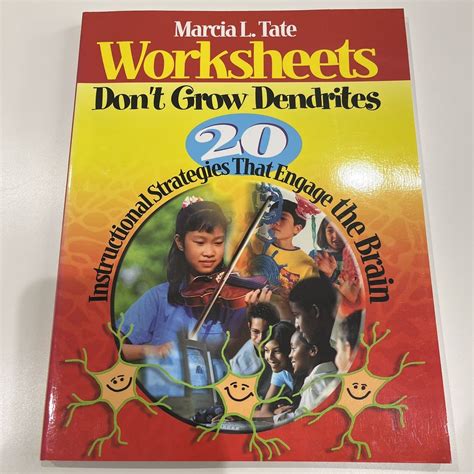 Marcia L. Tate
Worksheets
Don't Grow Dendrites
20
Instructional Strategies That Engage the Brain